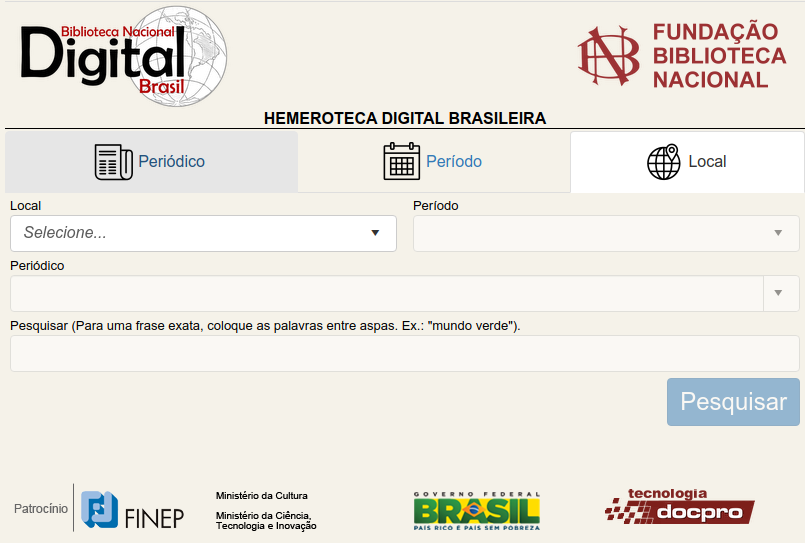 Biblioteca Nacional
Digital
Brasil
FUNDAÇÃO
BIBLIOTECA
NACIONAL
HEMEROTECA DIGITAL BRASILEIRA
Periódico
Período
Local
Local
Período
Selecione...
Periódico
Pesquisar (Para uma frase exata, coloque as palavras entre aspas. Ex.: "mundo verde").
Pesquisar
Patrocínio
FINEP
Ministério da Cultura
Ministério da Ciência,
Tecnologia e Inovação
GOVERNO FEDERAL
BRASIL
PAÍS RICO É PAÍS SEM POBREZA
tecnologia
docpro